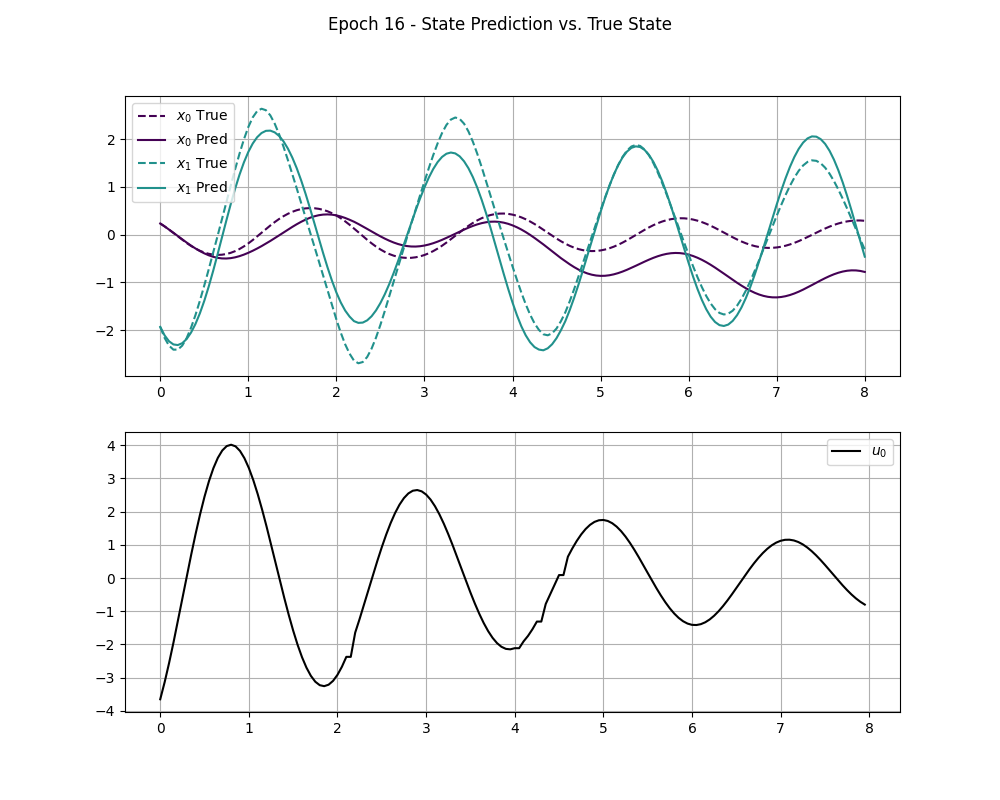 Epoch 16 - State Prediction vs. True State
x₀ True
x₀ Pred
x₁ True
x₁ Pred
2
1
0
−1
−2
0 1 2 3 4 5 6 7 8
u₀
4
3
2
1
0
−1
−2
−3
−4
0 1 2 3 4 5 6 7 8